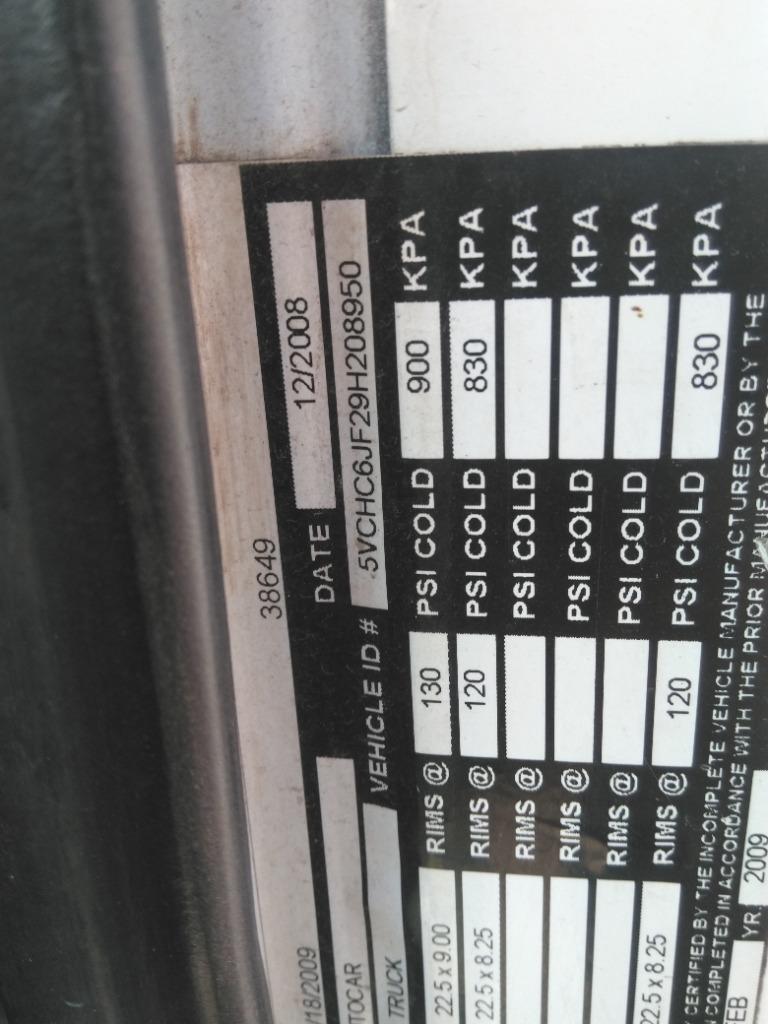 38649
/18/2009 DATE 12/2008
TOCAR VEHICLE ID # 5VCHC6JF29H208950
TRUCK
22.5 x 9.00 RIMS @ 130 PSI COLD 900 KPA
22.5 x 8.25 RIMS @ 120 PSI COLD 830 KPA
RIMS @ PSI COLD KPA
RIMS @ PSI COLD KPA
RIMS @ PSI COLD KPA
22.5 x 8.25 RIMS @ 120 PSI COLD 830 KPA
CERTIFIED BY THE INCOMPLETE VEHICLE MANUFACTURER OR BY THE
COMPLETED IN ACCORDANCE WITH THE PRIOR MANUFACTURERS'
FEB YR. 2009